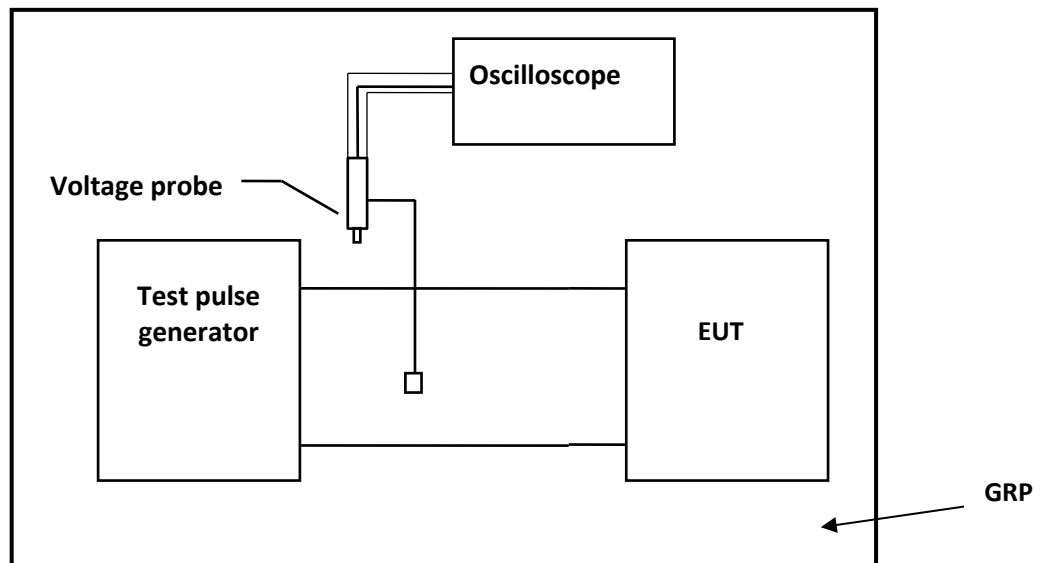 Oscilloscope
Voltage probe
Test pulse
generator
EUT
GRP